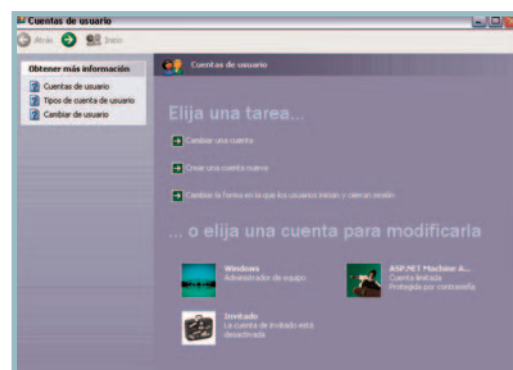 Cuentas de usuario
Atrás Inicio
Obtener más información
Cuentas de usuario
Tipos de cuenta de usuario
Cambiar de usuario
Cuentas de usuario
Elija una tarea...
Cambiar una cuenta
Crear una cuenta nueva
Cambiar la forma en la que los usuarios inician y cierran sesión
... o elija una cuenta para modificarla
Windows
Administrador de equipo
ASP.NET Machine A...
Cuenta limitada
Protegida por contraseña
Invitado
La cuenta de invitado está
desactivada